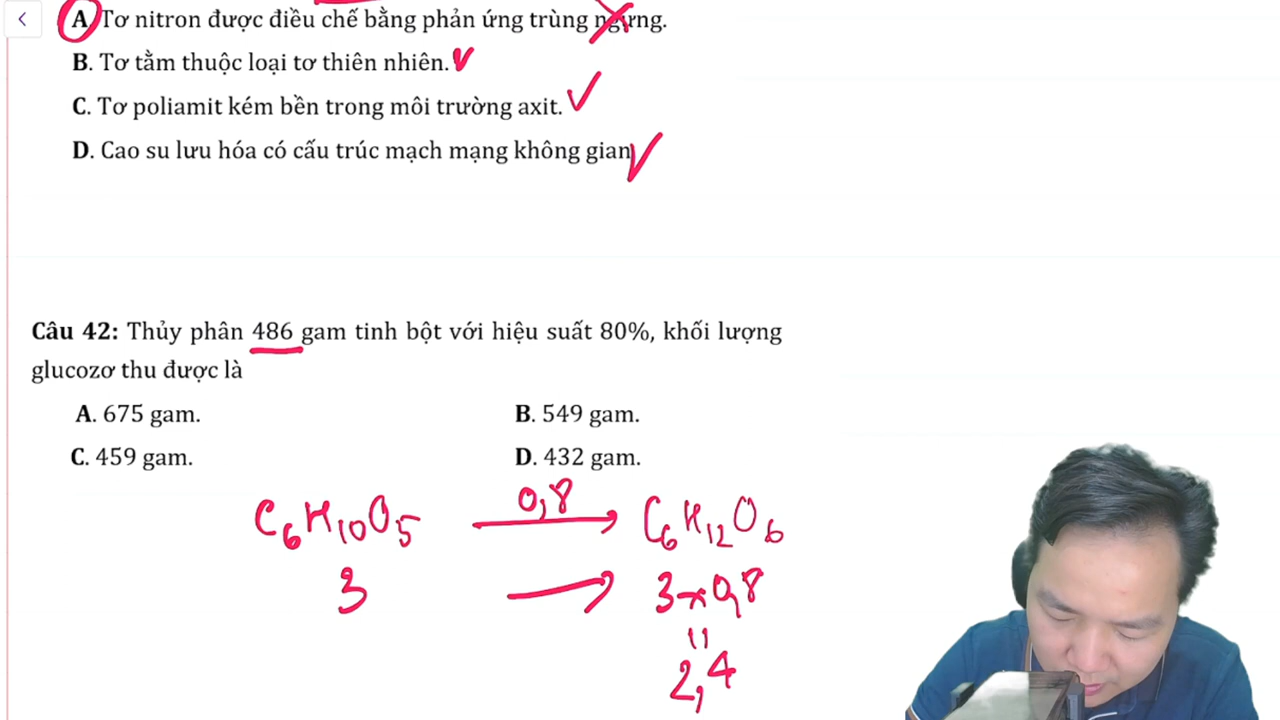 A. Tơ nitron được điều chế bằng phản ứng trùng ngưng.
B. Tơ tằm thuộc loại tơ thiên nhiên.
C. Tơ poliamit kém bền trong môi trường axit.
D. Cao su lưu hóa có cấu trúc mạch mạng không gian
Câu 42: Thủy phân 486 gam tinh bột với hiệu suất 80%, khối lượng
glucozơ thu được là
A. 675 gam.
B. 549 gam.
C. 459 gam.
D. 432 gam.
C6H10O5 0,8 → C6H12O6
3 → 3x0,8
=
2,4